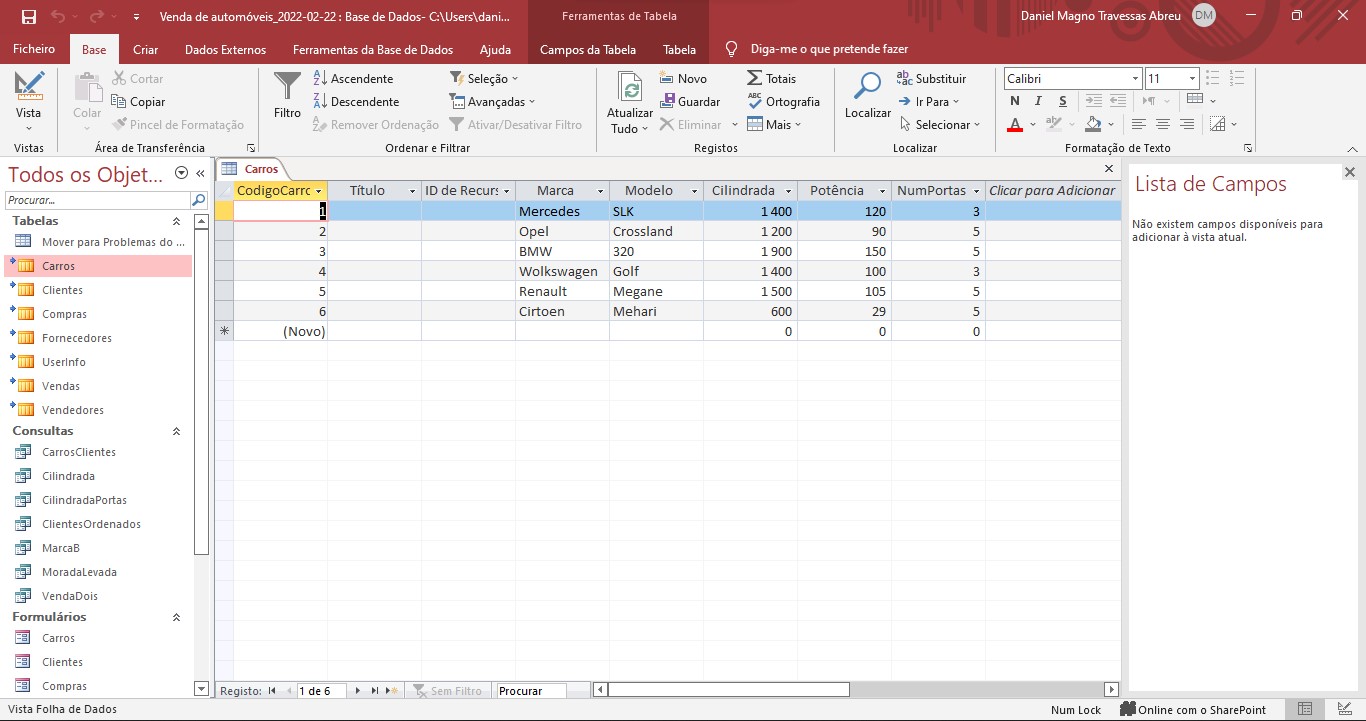 Venda de automóveis_2022-02-22 : Base de Dados- C:\Users\dani... Ferramentas de Tabela Daniel Magno Travessas Abreu DM
Ficheiro Base Criar Dados Externos Ferramentas da Base de Dados Ajuda Campos da Tabela Tabela Diga-me o que pretende fazer
Cortar Ascendente Seleção Novo Totais Substituir Calibri 11
Copiar Descendente Avançadas Guardar Ortografia Ir Para N I S
Vista Colar Pincel de Formatação Filtro Remover Ordenação Ativar/Desativar Filtro Atualizar Tudo Eliminar Mais Localizar Selecionar A
Vistas Área de Transferência Ordenar e Filtrar Registos Localizar Formatação de Texto
Todos os Objet... «
Procurar...
Tabelas
Mover para Problemas do ...
Carros
Clientes
Compras
Fornecedores
UserInfo
Vendas
Vendedores
Consultas
CarrosClientes
Cilindrada
CilindradaPortas
ClientesOrdenados
MarcaB
MoradaLevada
VendaDois
Formulários
Carros
Clientes
Compras
Carros
CodigoCarrc Título ID de Recurs Marca Modelo Cilindrada Potência NumPortas Clicar para Adicionar
1 Mercedes SLK 1 400 120 3
2 Opel Crossland 1 200 90 5
3 BMW 320 1 900 150 5
4 Wolkswagen Golf 1 400 100 3
5 Renault Megane 1 500 105 5
6 Cirtoen Mehari 600 29 5
(Novo) 0 0 0
Registo: 1 de 6 Sem Filtro Procurar
Lista de Campos
Não existem campos disponíveis para
adicionar à vista atual.
Vista Folha de Dados Num Lock Online com o SharePoint